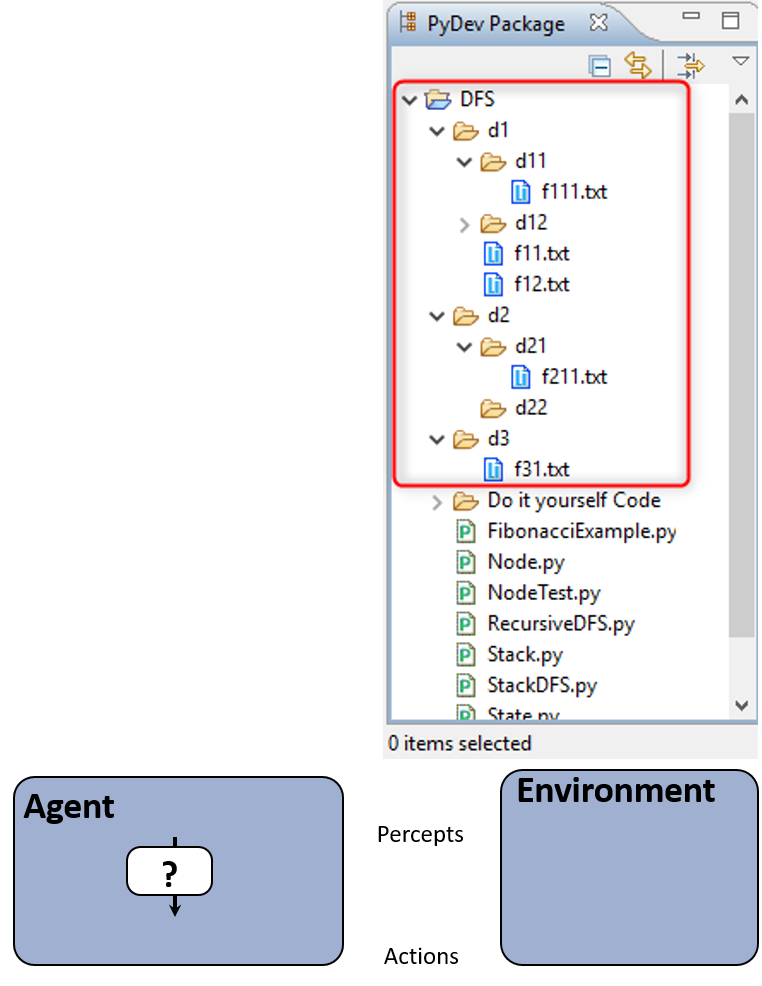 PyDev Package
DFS
d1
d11
f111.txt
d12
f11.txt
f12.txt
d2
d21
f211.txt
d22
d3
f31.txt
Do it yourself Code
FibonacciExample.py
Node.py
NodeTest.py
RecursiveDFS.py
Stack.py
StackDFS.py
State.py
0 items selected
Agent
Environment
Percepts
?
Actions